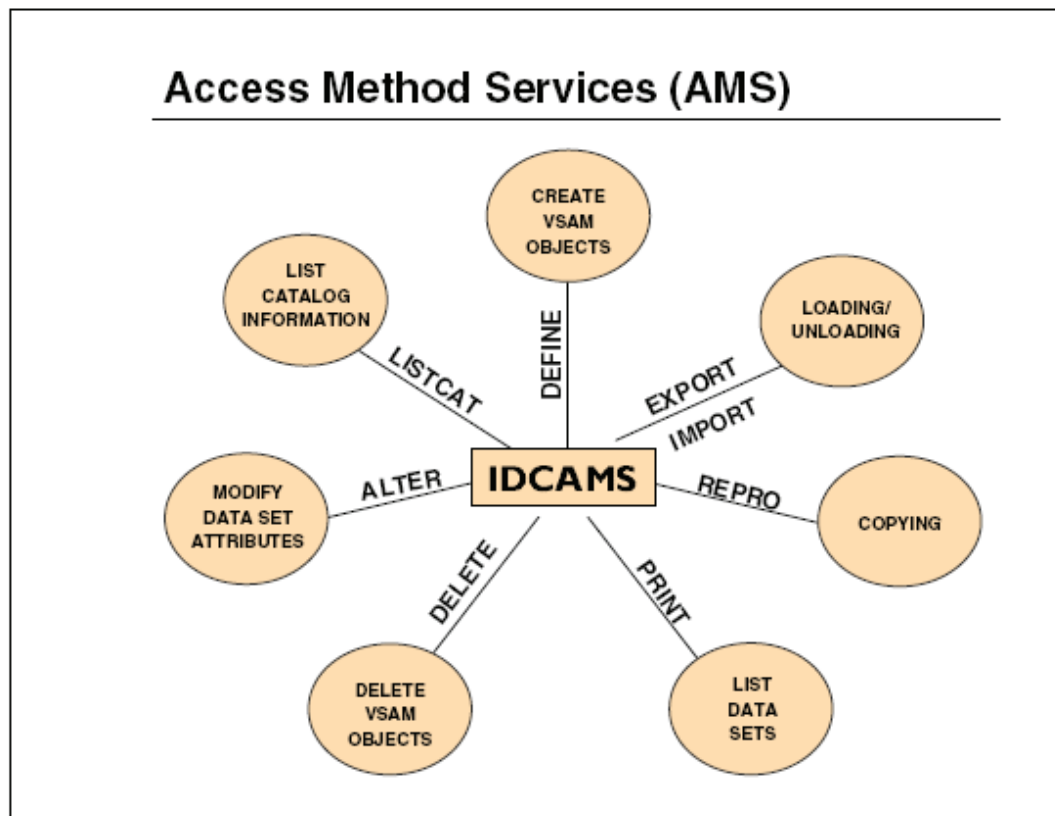 Access Method Services (AMS)
CREATE
VSAM
OBJECTS
LIST
CATALOG
INFORMATION
LOADING/
UNLOADING
DEFINE
LISTCAT
EXPORT
IMPORT
IDCAMS
ALTER
MODIFY
DATA SET
ATTRIBUTES
REPRO
COPYING
DELETE
PRINT
DELETE
VSAM
OBJECTS
LIST
DATA
SETS